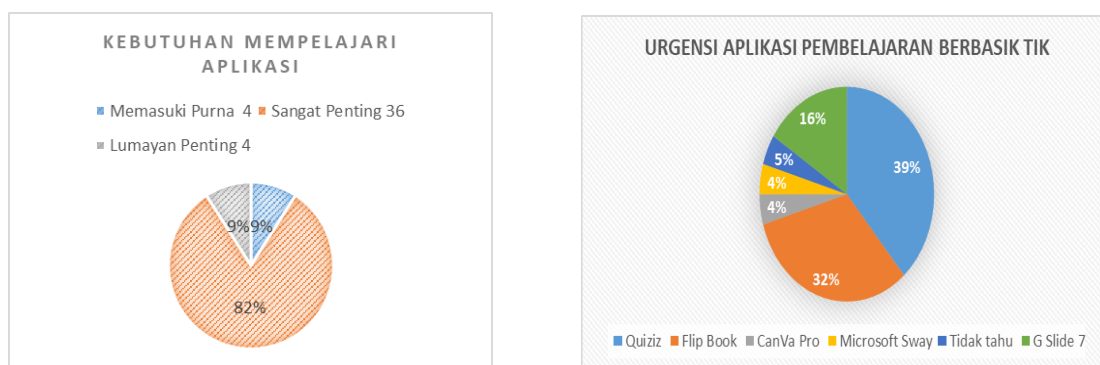 KEBUTUHAN MEMPELAJARI
APLIKASI
Memasuki Purna 4 Sangat Penting 36
Lumayan Penting 4
9% 9%
82%
URGENSI APLIKASI PEMBELAJARAN BERBASIK TIK
16%
5%
39%
4%
4%
32%
Quiziz Flip Book CanVa Pro Microsoft Sway Tidak tahu G Slide 7